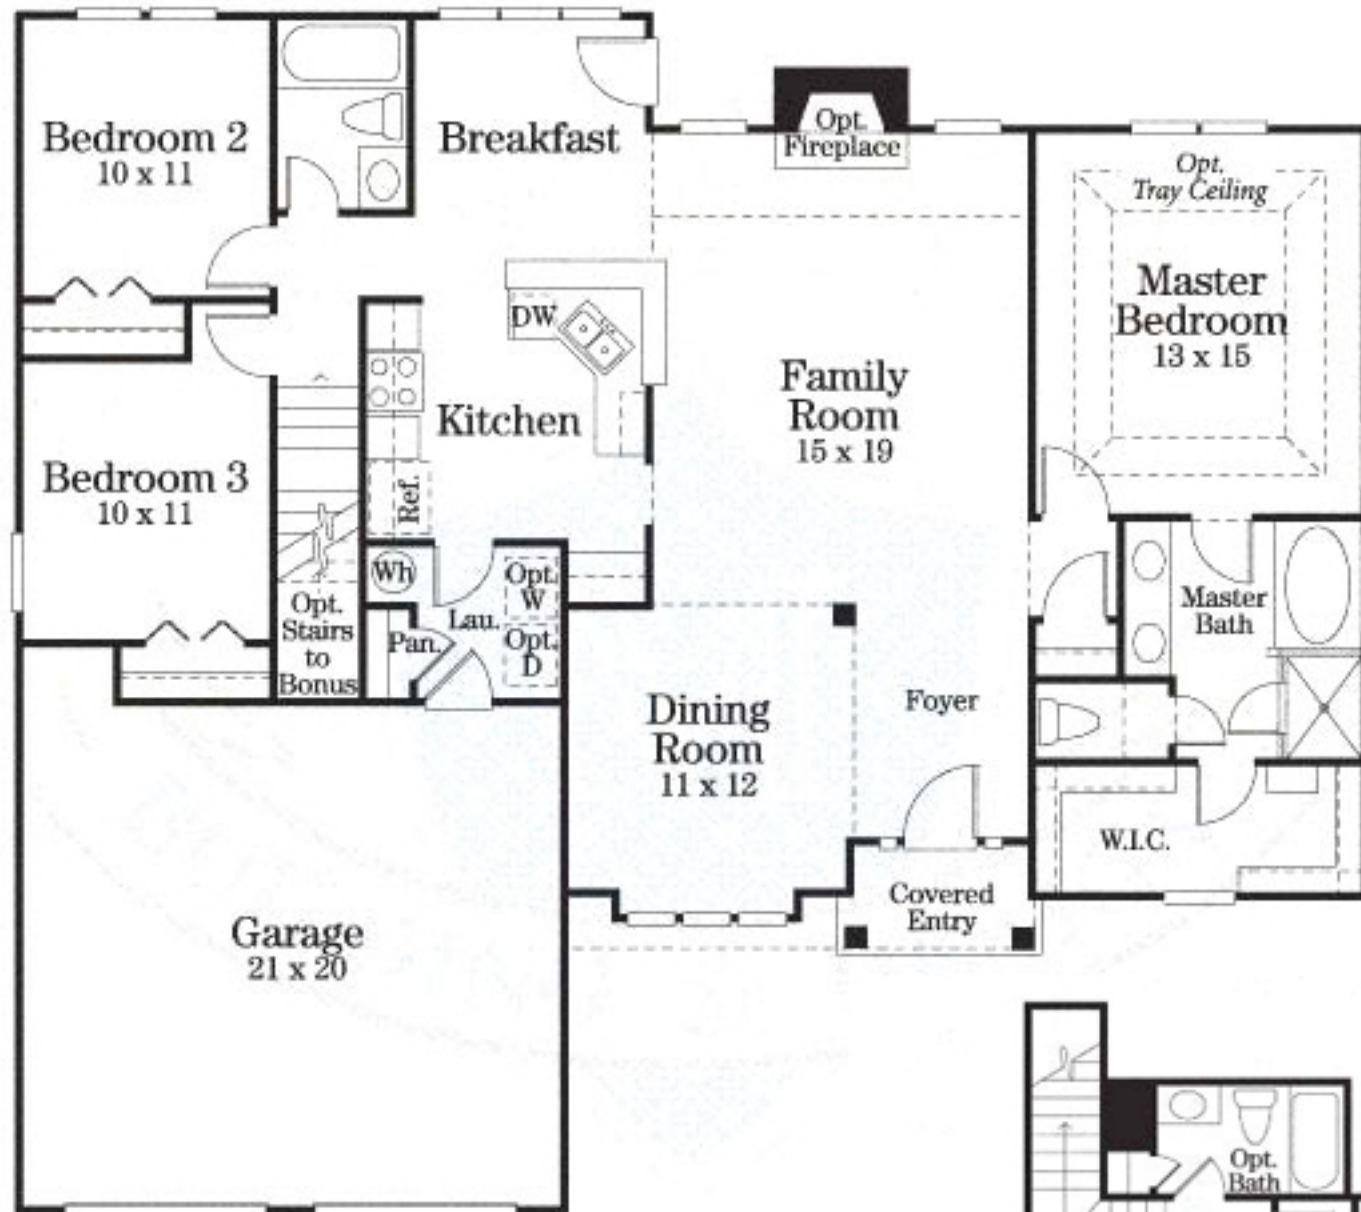 Bedroom 2
10 x 11
Breakfast
Opt.
Fireplace
Opt.
Tray Ceiling
Master
Bedroom
13 x 15
DW
Family
Room
15 x 19
Kitchen
Bedroom 3
10 x 11
Ref.
Wh
Opt.
W
Lau.
Pan.
Opt.
D
Opt.
Stairs
to
Bonus
Master
Bath
Dining
Room
11 x 12
Foyer
W.I.C.
Covered
Entry
Garage
21 x 20
Opt.
Bath